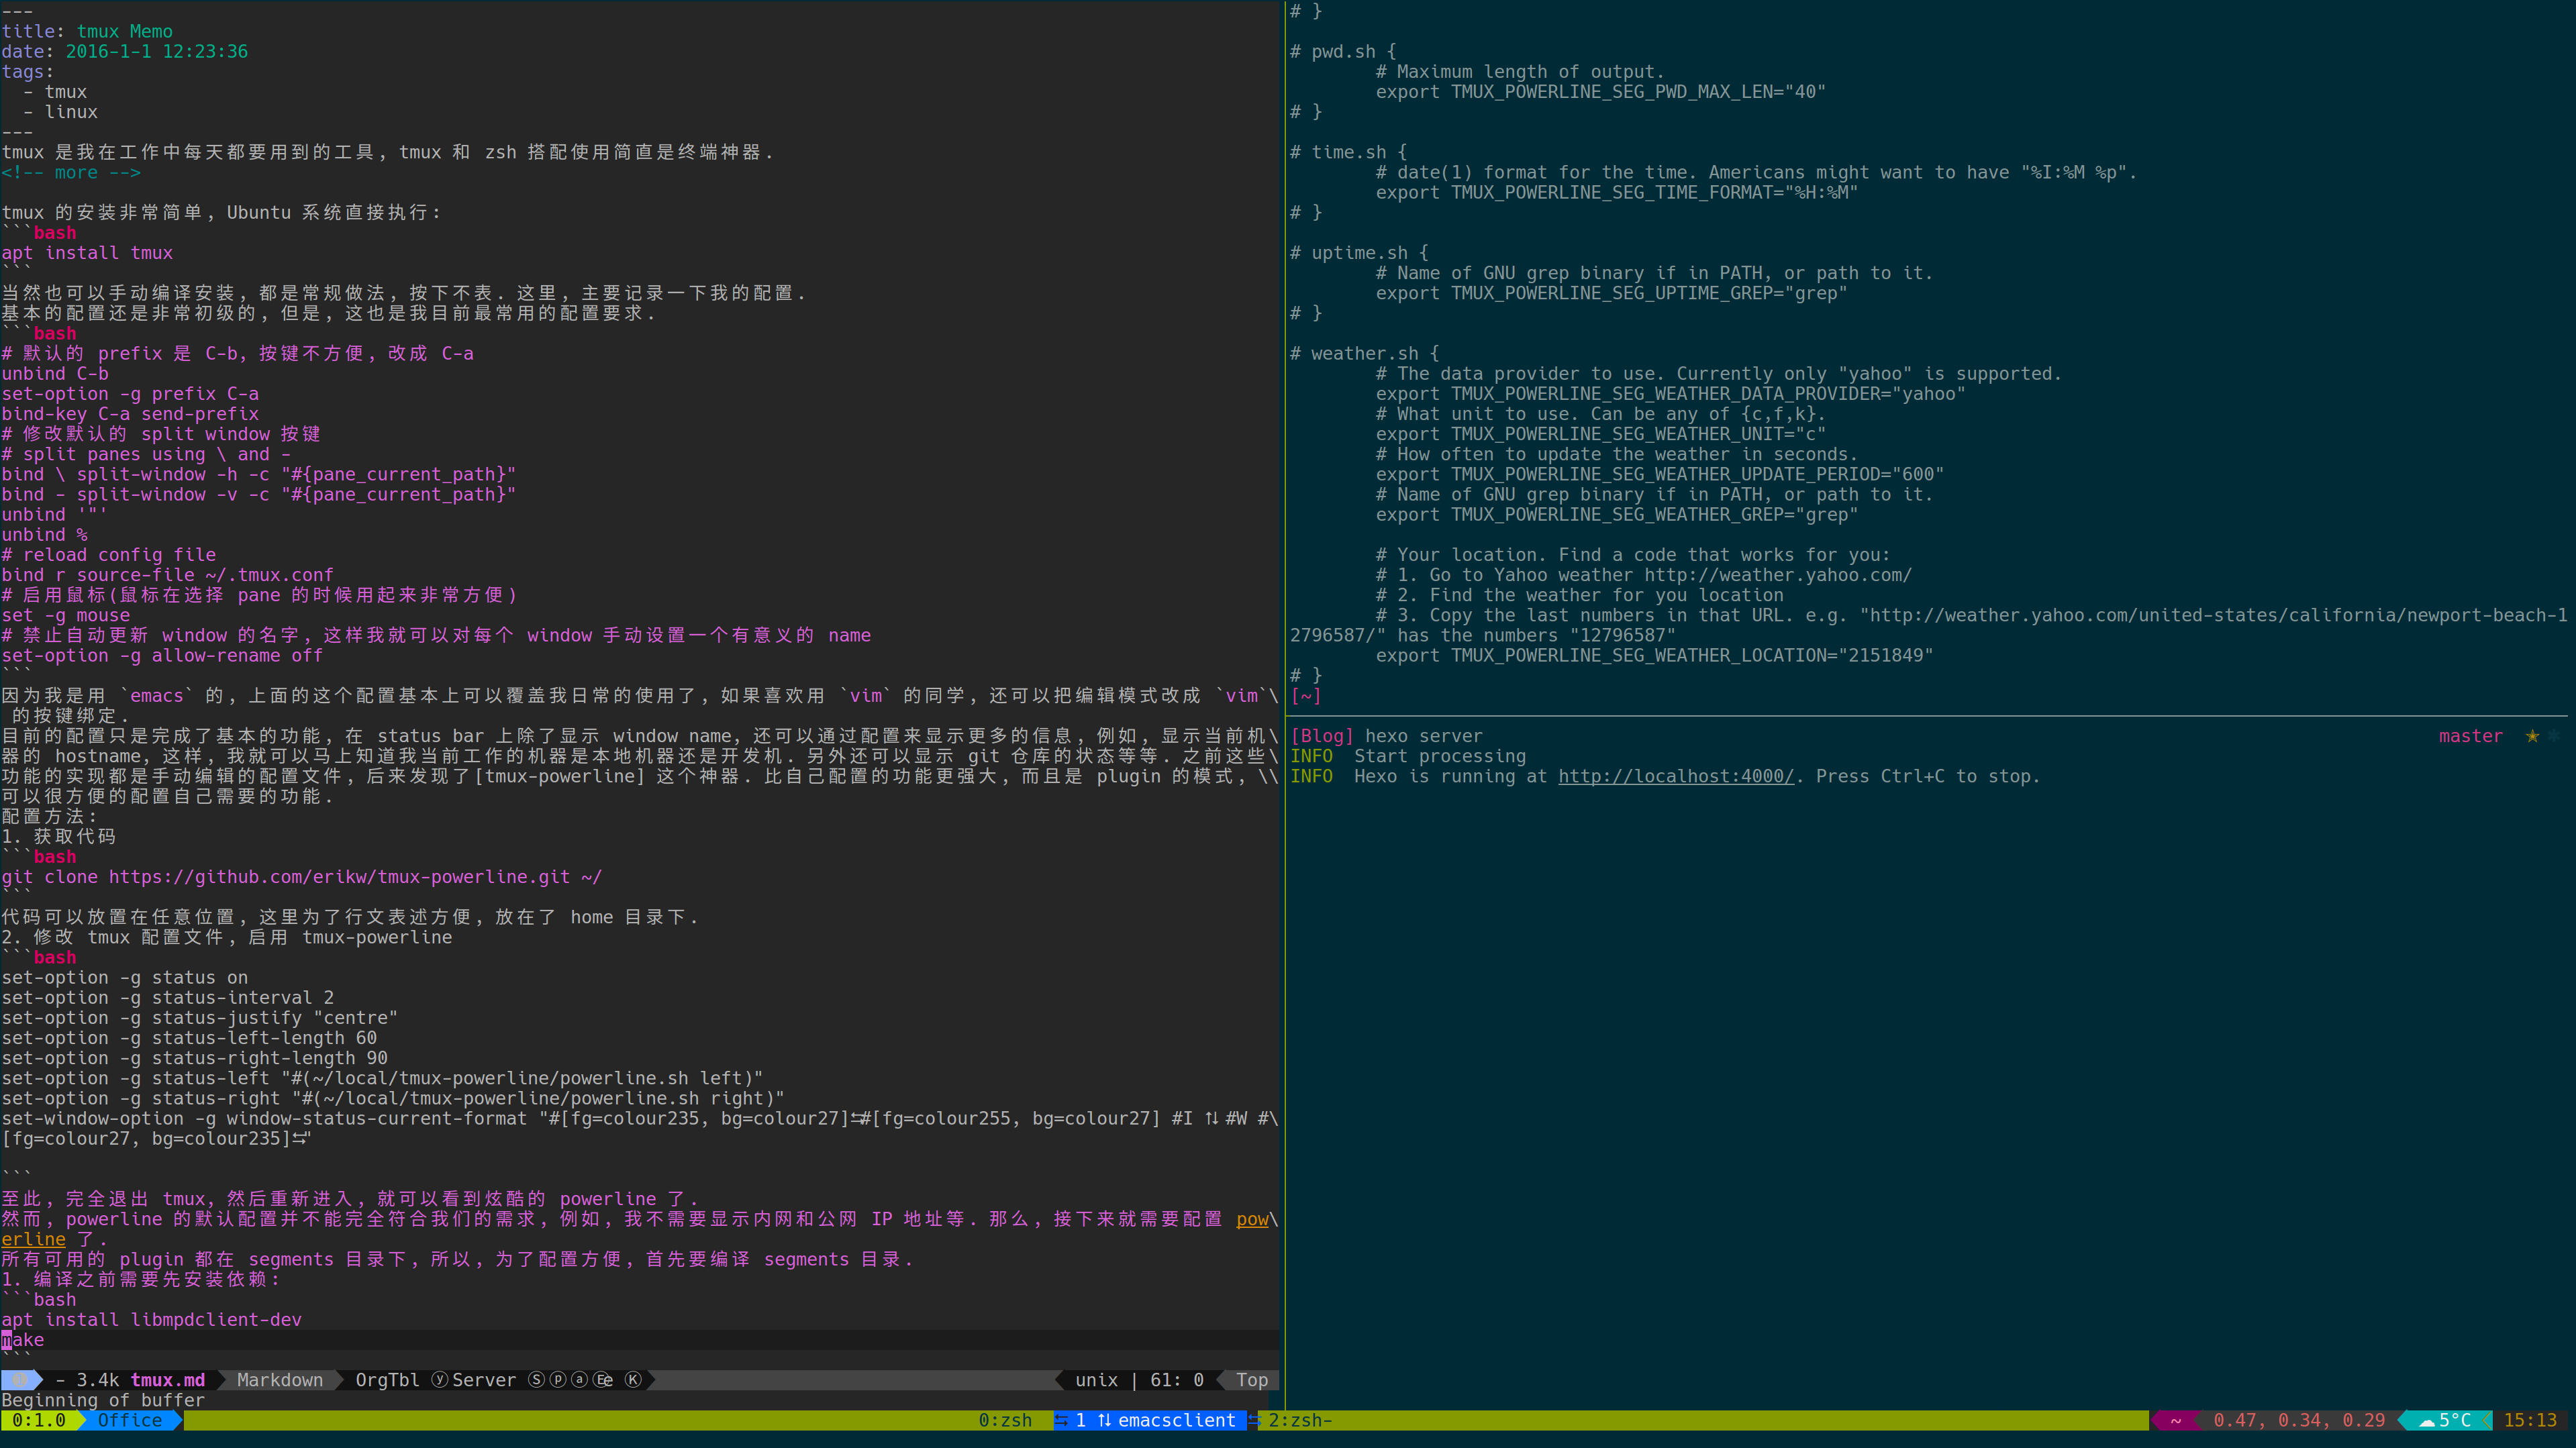 ---
title: tmux Memo
date: 2016-1-1 12:23:36
tags:
  - tmux
  - linux
---
tmux 是我在工作中每天都要用到的工具, tmux 和 zsh 搭配使用简直是终端神器.
<!-- more -->

tmux 的安装非常简单, Ubuntu 系统直接执行:
```bash
apt install tmux
```
当然也可以手动编译安装, 都是常规做法, 按下不表. 这里, 主要记录一下我的配置.
基本的配置还是非常初级的, 但是, 这也是我目前最常用的配置要求.
```bash
# 默认的 prefix 是 C-b, 按键不方便, 改成 C-a
unbind C-b
set-option -g prefix C-a
bind-key C-a send-prefix
# 修改默认的 split window 按键
# split panes using \ and -
bind \ split-window -h -c "#{pane_current_path}"
bind - split-window -v -c "#{pane_current_path}"
unbind '"'
unbind %
# reload config file
bind r source-file ~/.tmux.conf
# 启用鼠标(鼠标在选择 pane 的时候用起来非常方便)
set -g mouse
# 禁止自动更新 window 的名字, 这样我就可以对每个 window 手动设置一个有意义的 name
set-option -g allow-rename off
```
因为我是用 `emacs` 的, 上面的这个配置基本上可以覆盖我日常的使用了, 如果喜欢用 `vim` 的同学, 还可以把编辑模式改成 `vim`\
 的按键绑定.
目前的配置只是完成了基本的功能, 在 status bar 上除了显示 window name, 还可以通过配置来显示更多的信息, 例如, 显示当前机\
器的 hostname, 这样, 我就可以马上知道我当前工作的机器是本地机器还是开发机. 另外还可以显示 git 仓库的状态等等. 之前这些\
功能的实现都是手动编辑的配置文件, 后来发现了[tmux-powerline] 这个神器. 比自己配置的功能更强大, 而且是 plugin 的模式, \\
可以很方便的配置自己需要的功能.
配置方法:
1. 获取代码
```bash
git clone https://github.com/erikw/tmux-powerline.git ~/
```
代码可以放置在任意位置, 这里为了行文表述方便, 放在了 home 目录下.
2. 修改 tmux 配置文件, 启用 tmux-powerline
```bash
set-option -g status on
set-option -g status-interval 2
set-option -g status-justify "centre"
set-option -g status-left-length 60
set-option -g status-right-length 90
set-option -g status-left "#(~/local/tmux-powerline/powerline.sh left)"
set-option -g status-right "#(~/local/tmux-powerline/powerline.sh right)"
set-window-option -g window-status-current-format "#[fg=colour235, bg=colour27]⮀#[fg=colour255, bg=colour27] #I ⮁ #W #\
[fg=colour27, bg=colour235]⮀"

```
至此, 完全退出 tmux, 然后重新进入, 就可以看到炫酷的 powerline 了.
然而, powerline 的默认配置并不能完全符合我们的需求, 例如, 我不需要显示内网和公网 IP 地址等. 那么, 接下来就需要配置 pow\
erline 了.
所有可用的 plugin 都在 segments 目录下, 所以, 为了配置方便, 首先要编译 segments 目录.
1. 编译之前需要先安装依赖:
```bash
apt install libmpdclient-dev
make
```
- 3.4k tmux.md Markdown OrgTbl ⓨ Server Ⓢⓟⓐ Ⓚ unix | 61: 0 Top
Beginning of buffer
# }

# pwd.sh {
        # Maximum length of output.
        export TMUX_POWERLINE_SEG_PWD_MAX_LEN="40"
# }

# time.sh {
        # date(1) format for the time. Americans might want to have "%I:%M %p".
        export TMUX_POWERLINE_SEG_TIME_FORMAT="%H:%M"
# }

# uptime.sh {
        # Name of GNU grep binary if in PATH, or path to it.
        export TMUX_POWERLINE_SEG_UPTIME_GREP="grep"
# }

# weather.sh {
        # The data provider to use. Currently only "yahoo" is supported.
        export TMUX_POWERLINE_SEG_WEATHER_DATA_PROVIDER="yahoo"
        # What unit to use. Can be any of {c,f,k}.
        export TMUX_POWERLINE_SEG_WEATHER_UNIT="c"
        # How often to update the weather in seconds.
        export TMUX_POWERLINE_SEG_WEATHER_UPDATE_PERIOD="600"
        # Name of GNU grep binary if in PATH, or path to it.
        export TMUX_POWERLINE_SEG_WEATHER_GREP="grep"

        # Your location. Find a code that works for you:
        # 1. Go to Yahoo weather http://weather.yahoo.com/
        # 2. Find the weather for you location
        # 3. Copy the last numbers in that URL. e.g. "http://weather.yahoo.com/united-states/california/newport-beach-1
2796587/" has the numbers "12796587"
        export TMUX_POWERLINE_SEG_WEATHER_LOCATION="2151849"
# }
[~]
[Blog] hexo server master ★
INFO  Start processing
INFO  Hexo is running at http://localhost:4000/. Press Ctrl+C to stop.
0:1.0 Office 0:zsh 1 ⮁ emacsclient 2:zsh- ~ 0.47, 0.34, 0.29 ☁ 5°C 15:13